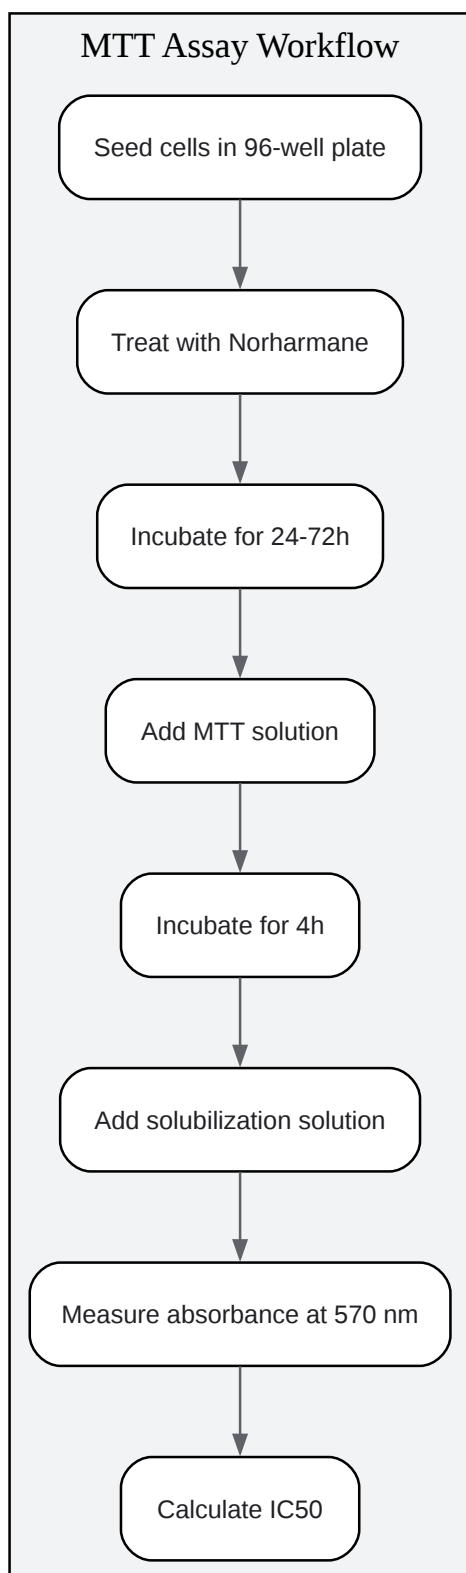 MTT Assay Workflow
Seed cells in 96-well plate
Treat with Norharmane
Incubate for 24-72h
Add MTT solution
Incubate for 4h
Add solubilization solution
Measure absorbance at 570 nm
Calculate IC50